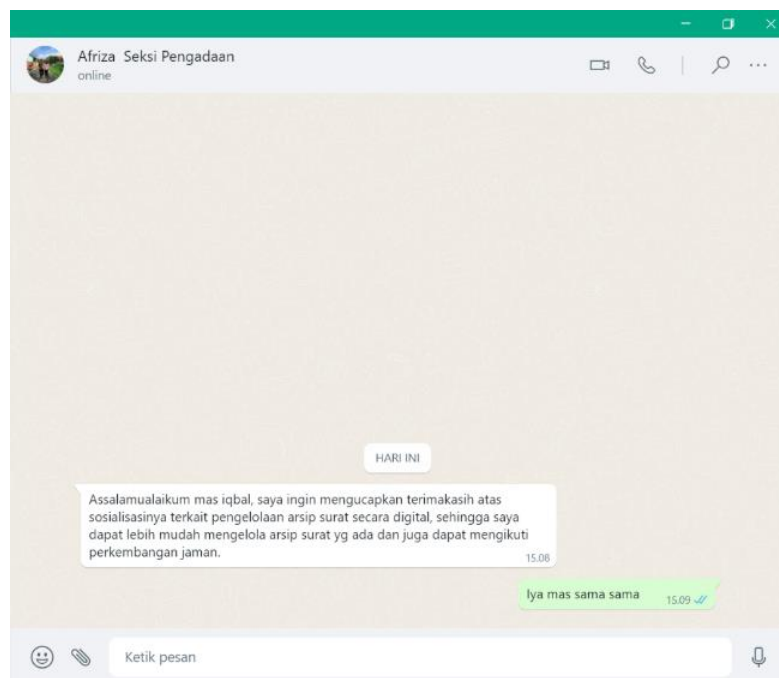 Afriza Seksi Pengadaan
online
HARI INI
Assalamualaikum mas iqbal, saya ingin mengucapkan terimakasih atas
sosialisasinya terkait pengelolaan arsip surat secara digital, sehingga saya
dapat lebih mudah mengelola arsip surat yg ada dan juga dapat mengikuti
perkembangan jaman.
15.08
Iya mas sama sama
15.09
Ketik pesan